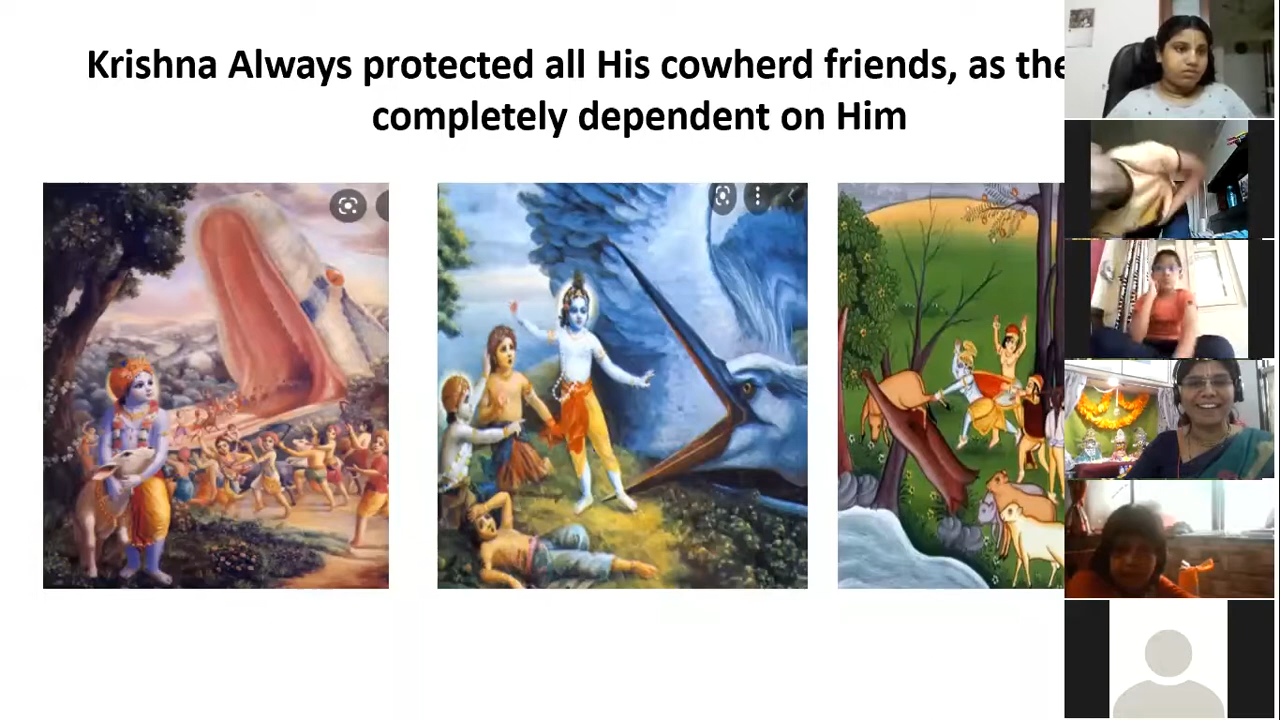 Krishna Always protected all His cowherd friends, as the
completely dependent on Him